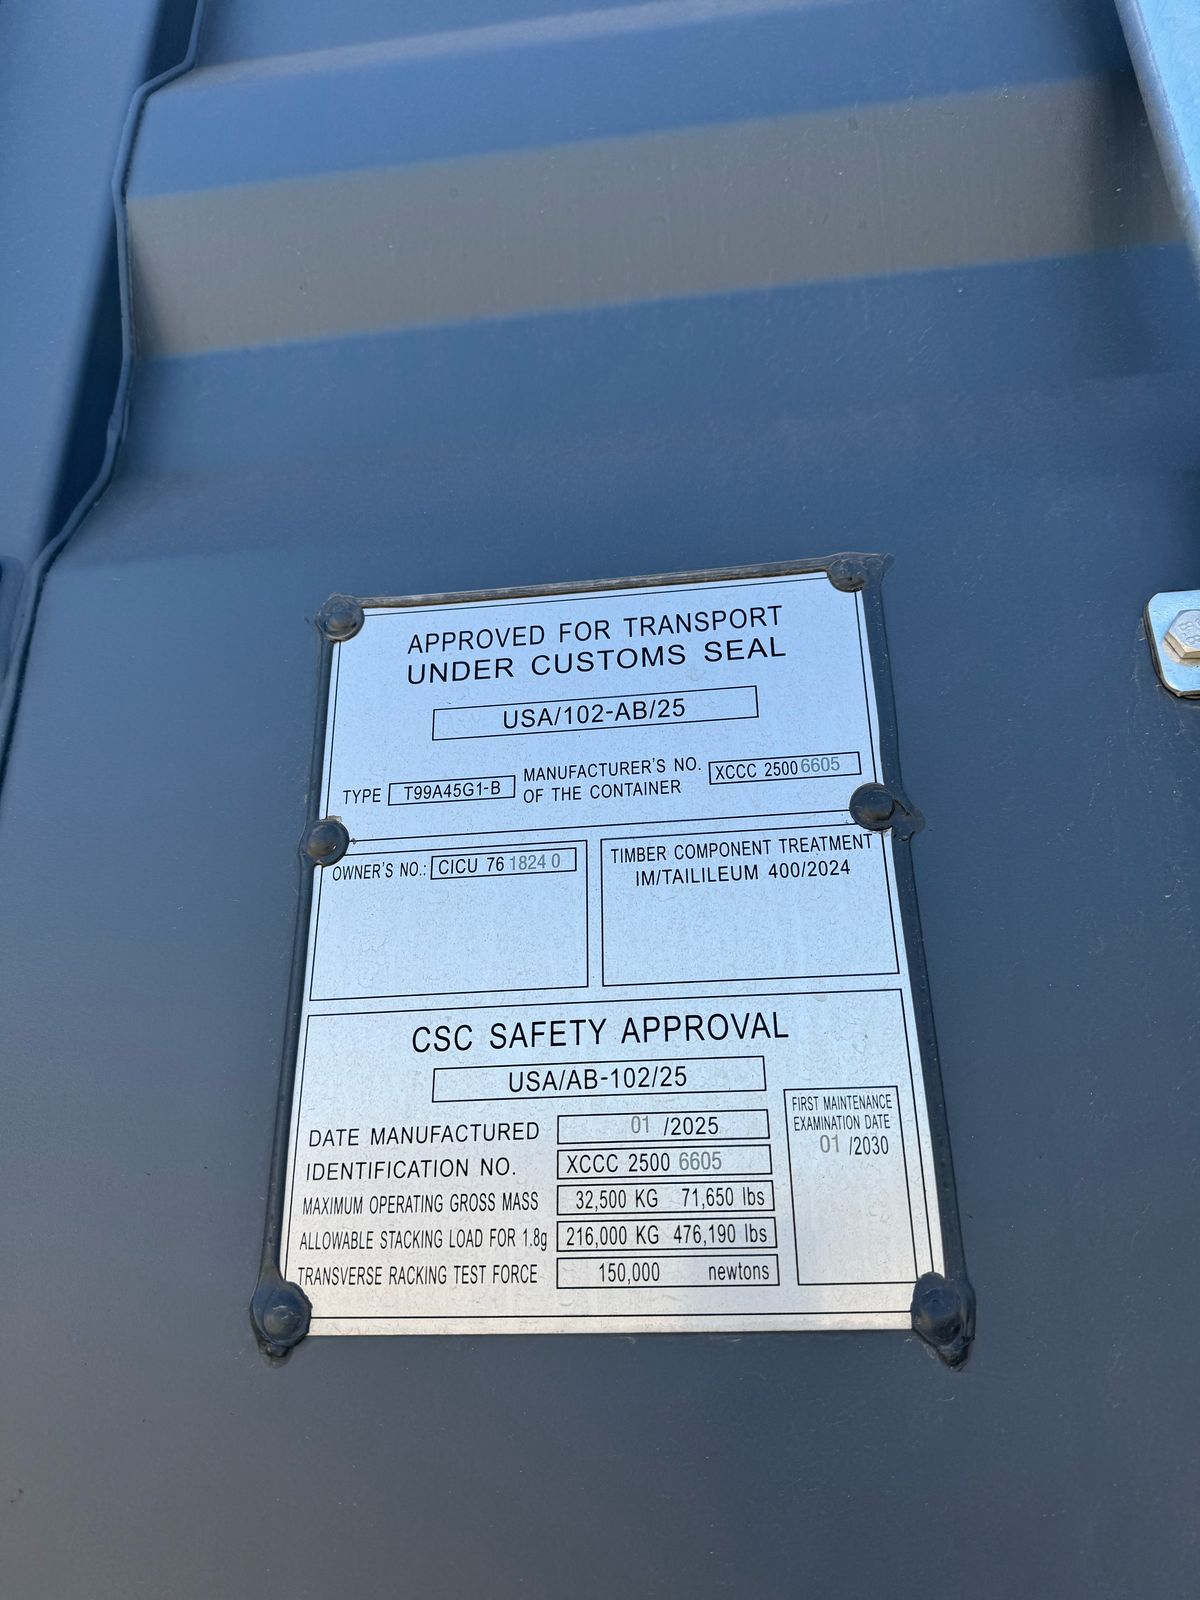 APPROVED FOR TRANSPORT
UNDER CUSTOMS SEAL
USA/102-AB/25
TYPE T99A45G1-B MANUFACTURER'S NO. OF THE CONTAINER XCCC 2500 6605
OWNER'S NO.: CICU 76 1824 0
TIMBER COMPONENT TREATMENT
IM/TAILILEUM 400/2024
CSC SAFETY APPROVAL
USA/AB-102/25
DATE MANUFACTURED 01 /2025
IDENTIFICATION NO. XCCC 2500 6605
MAXIMUM OPERATING GROSS MASS 32,500 KG 71,650 lbs
ALLOWABLE STACKING LOAD FOR 1.8g 216,000 KG 476,190 lbs
TRANSVERSE RACKING TEST FORCE 150,000 newtons
FIRST MAINTENANCE
EXAMINATION DATE
01 /2030